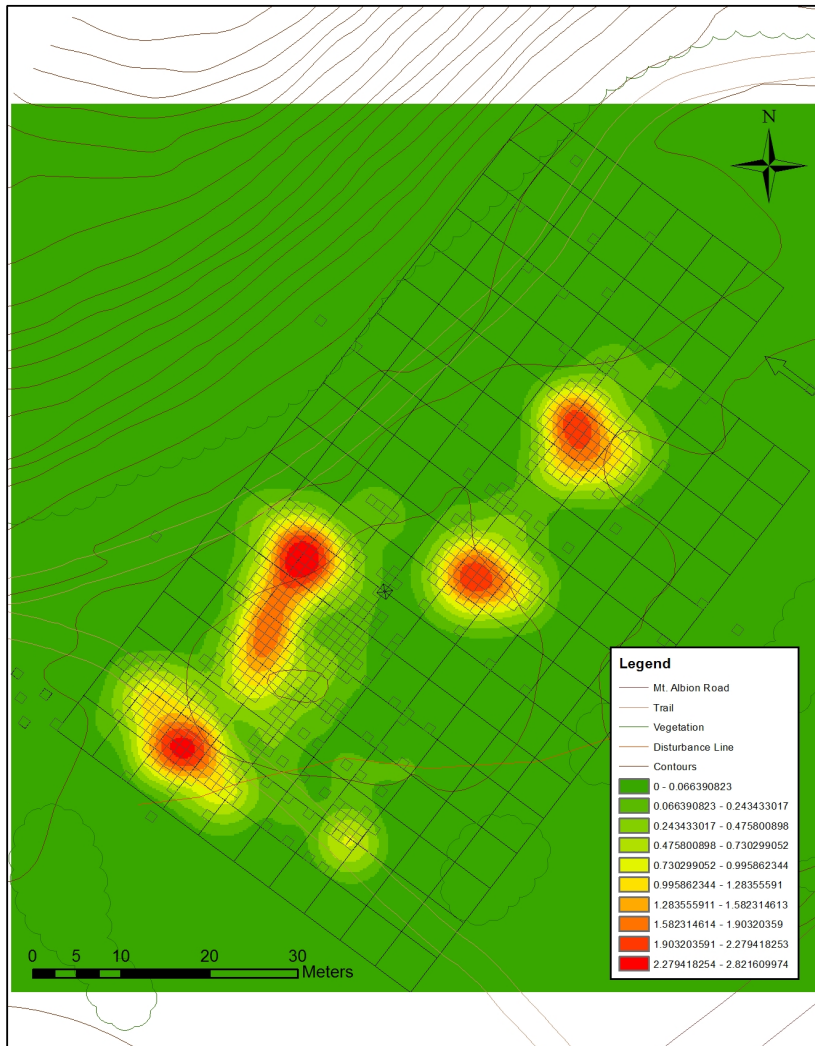 N
Legend
Mt. Albion Road
Trail
Vegetation
Disturbance Line
Contours
0 - 0.066390823
0.066390823 - 0.243433017
0.243433017 - 0.475800898
0.475800898 - 0.730299052
0.730299052 - 0.995862344
0.995862344 - 1.28355591
1.283555911 - 1.582314613
1.582314614 - 1.90320359
1.903203591 - 2.279418253
2.279418254 - 2.821609974
0 5 10 20 30
Meters